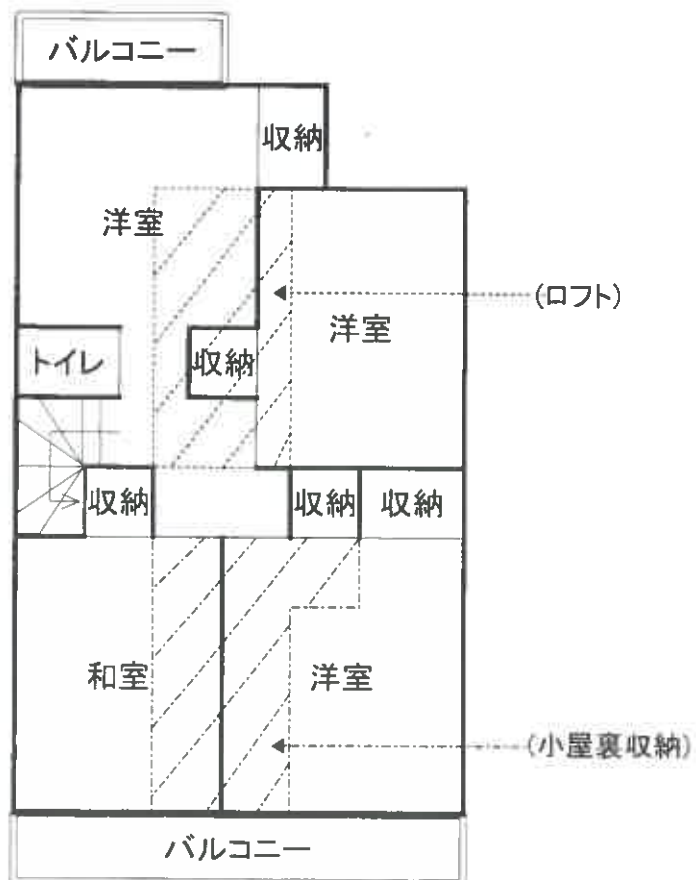 バルコニー
収納
洋室
(ロフト)
洋室
トイレ
収納
収納
収納
収納
和室
洋室
(小屋裏収納)
バルコニー